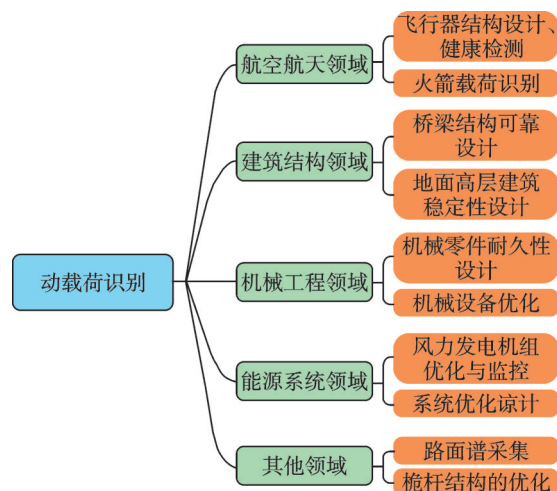 飞行器结构设计、
健康检测
航空航天领域
火箭载荷识别
桥梁结构可靠
设计
建筑结构领域
地面高层建筑
稳定性设计
动载荷识别
机械零件耐久性
设计
机械工程领域
机械设备优化
风力发电机组
优化与监控
能源系统领域
系统优化谅计
其他领域
路面谱采集
桅杆结构的优化